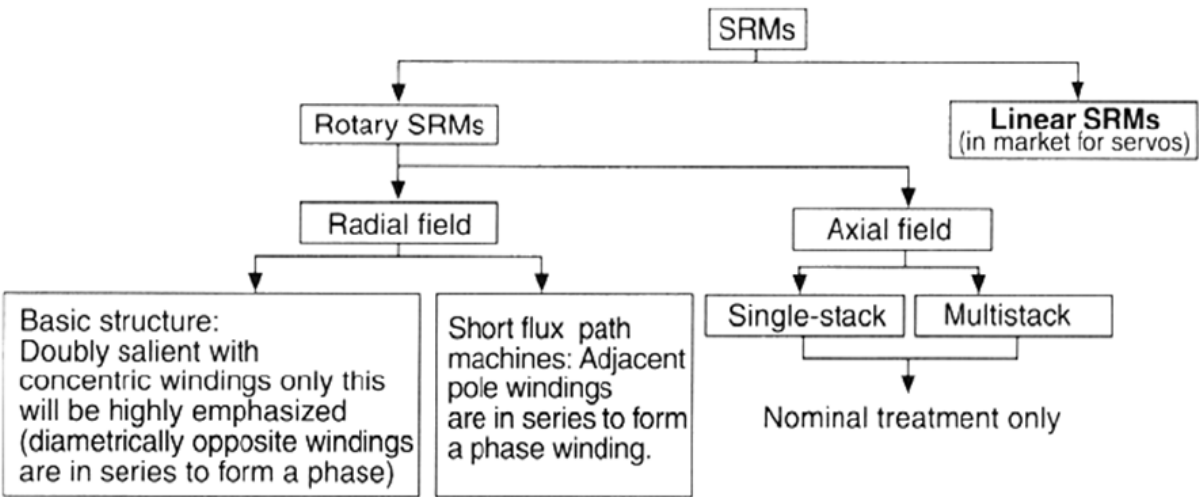 SRMs
Rotary SRMs
Linear SRMs
(in market for servos)
Radial field
Axial field
Basic structure:
Doubly salient with
concentric windings only this
will be highly emphasized
(diametrically opposite windings
are in series to form a phase)
Short flux path
machines: Adjacent
pole windings
are in series to form
a phase winding.
Single-stack
Multistack
Nominal treatment only